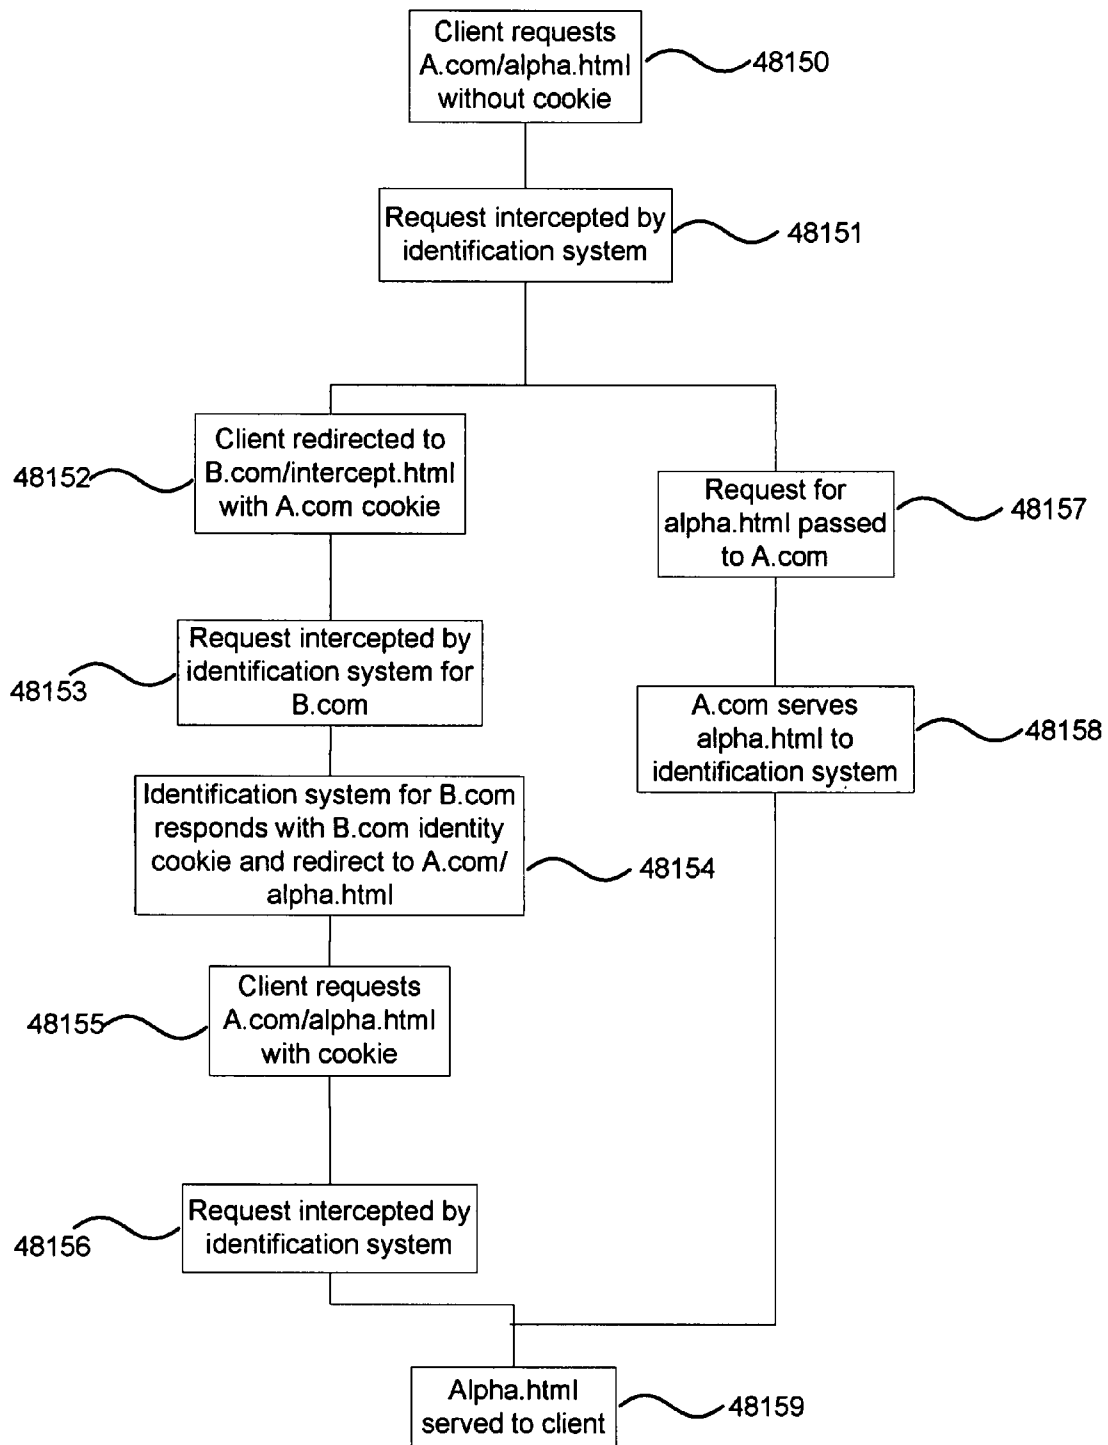 Client requests
A.com/alpha.html
without cookie
48150
Request intercepted by
identification system
48151
Client redirected to
B.com/intercept.html
with A.com cookie
48152
Request for
alpha.html passed
to A.com
48157
Request intercepted by
identification system for
B.com
48153
A.com serves
alpha.html to
identification system
48158
Identification system for B.com
responds with B.com identity
cookie and redirect to A.com/
alpha.html
48154
Client requests
A.com/alpha.html
with cookie
48155
Request intercepted by
identification system
48156
Alpha.html
served to client
48159